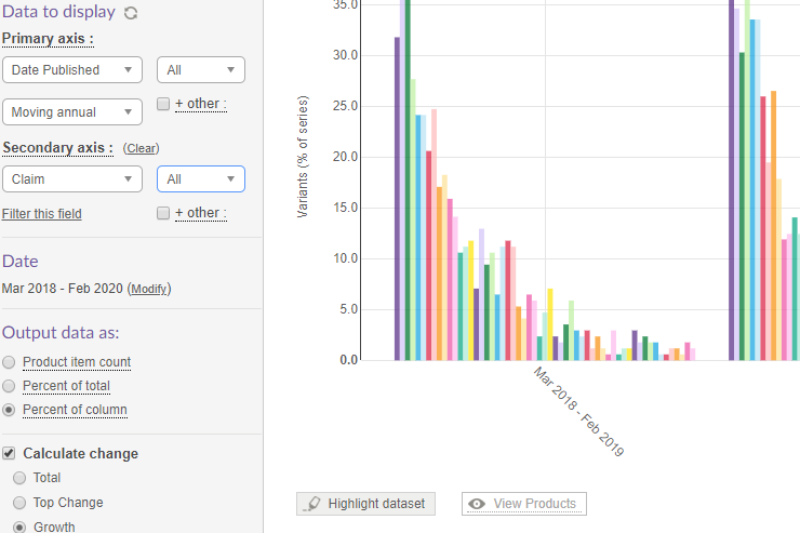 Data to display
Primary axis :
Date Published All
Moving annual + other :
Secondary axis : (Clear)
Claim All
Filter this field + other :
Date
Mar 2018 - Feb 2020 (Modify)
Output data as:
Product item count
Percent of total
Percent of column
Calculate change
Total
Top Change
Growth
Variants (% of series)
35.0
30.0
25.0
20.0
15.0
10.0
5.0
0.0
Mar 2018 - Feb 2019
Highlight dataset View Products